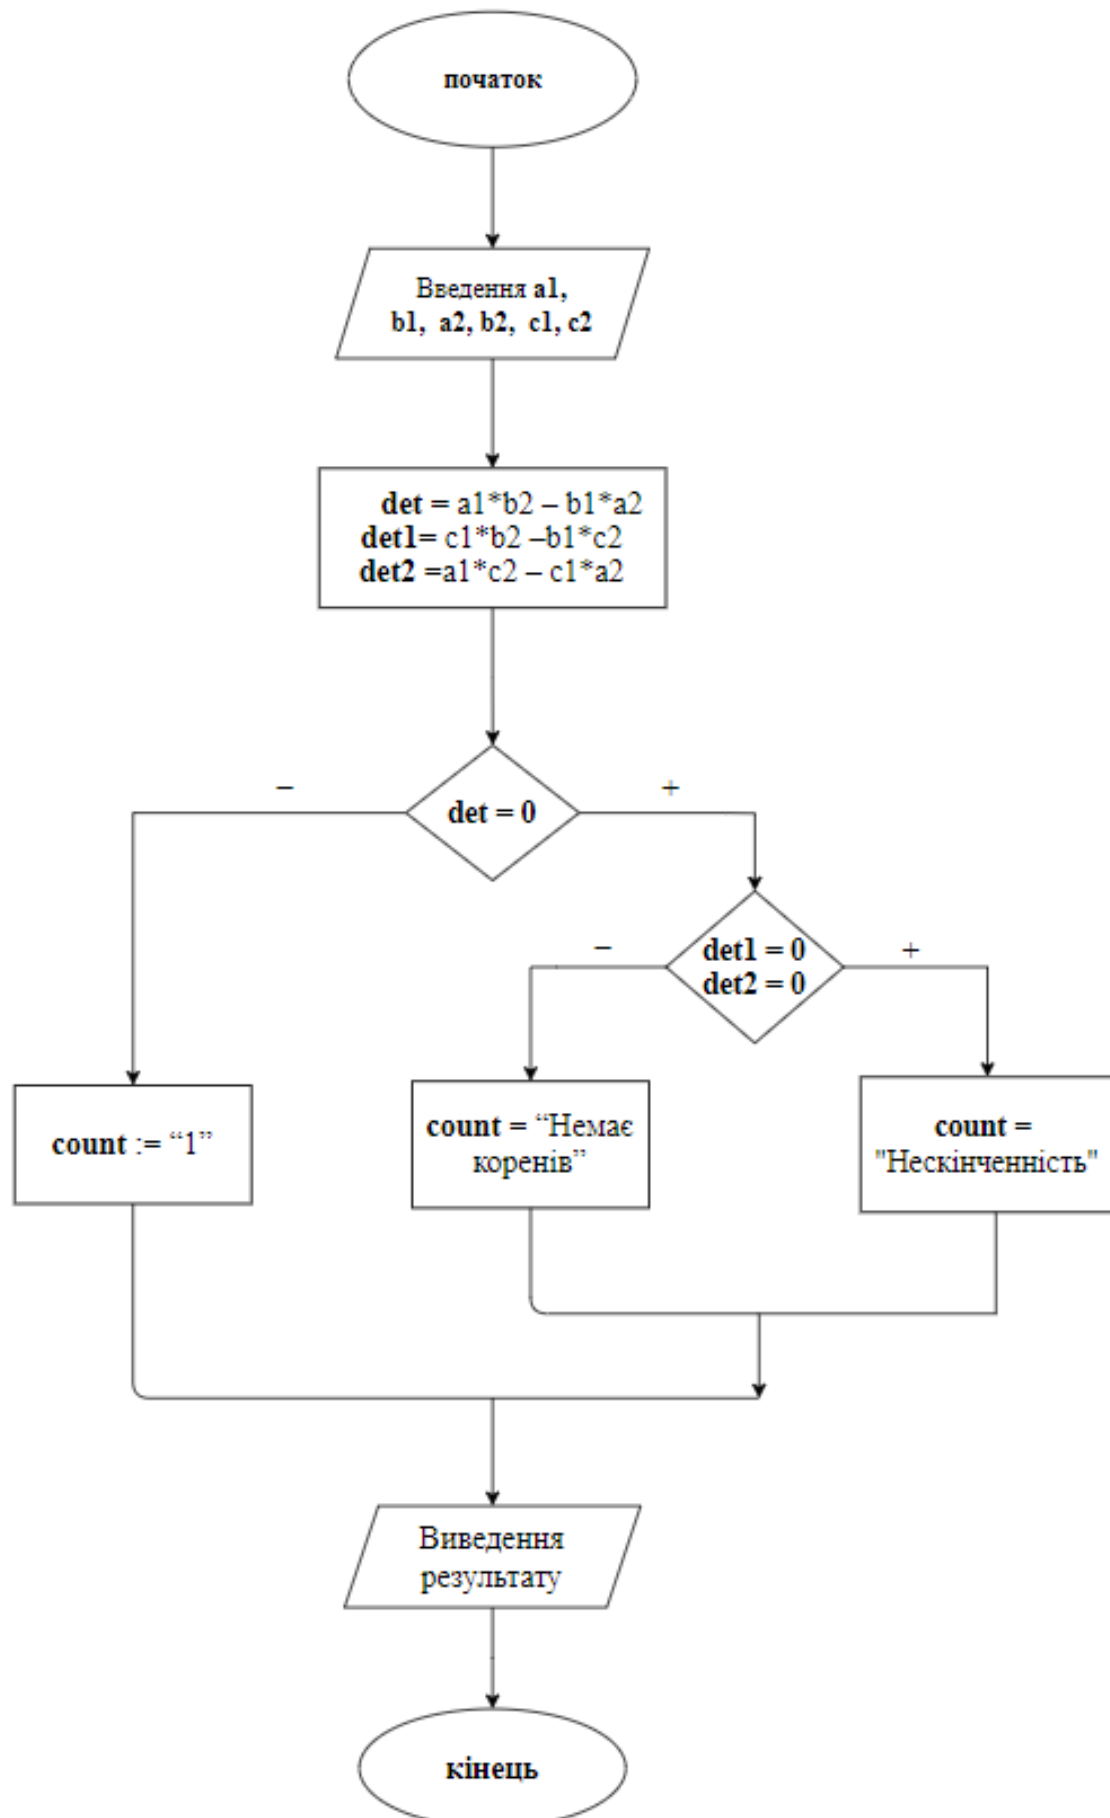 початок
Введення a1,
b1, a2, b2, c1, c2
det = a1*b2 – b1*a2
det1= c1*b2 –b1*c2
det2 =a1*c2 – c1*a2
–
+
det = 0
–
+
det1 = 0
det2 = 0
count := “1”
count = “Немає
коренів”
count =
"Нескінченність"
Виведення
результату
кінець